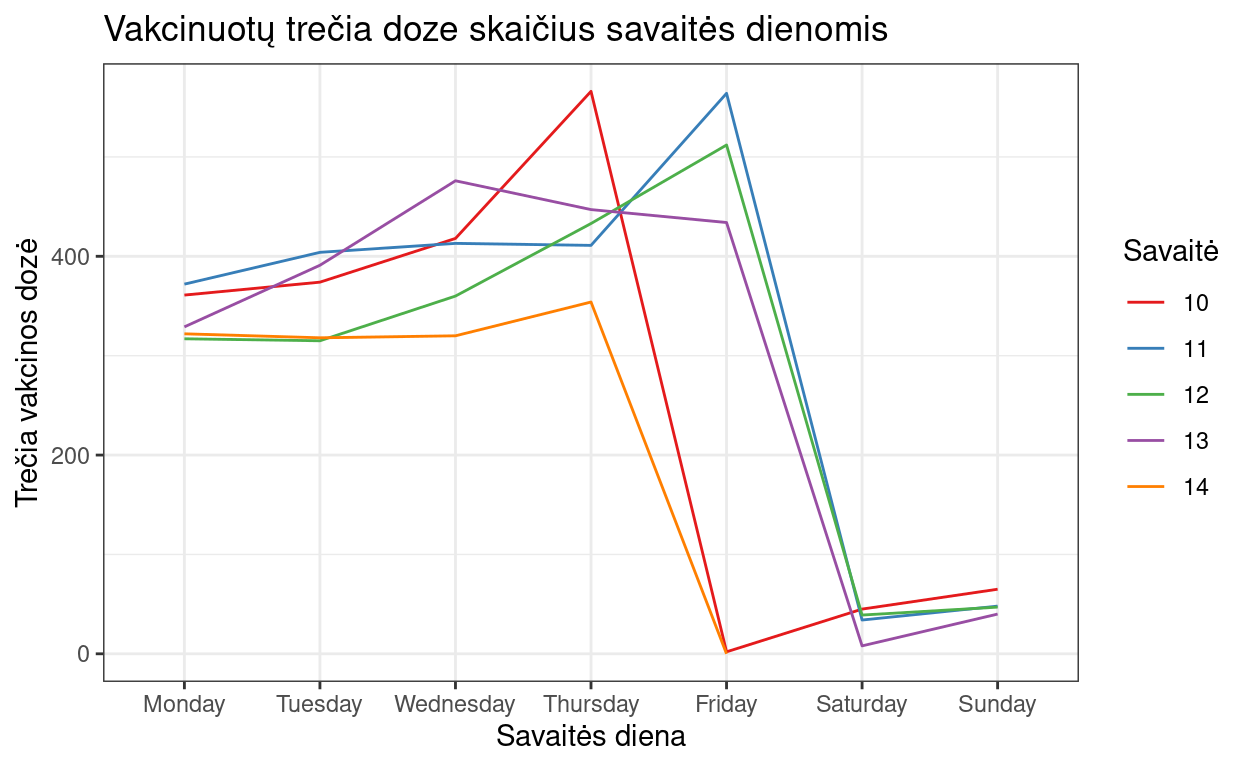 Vakcinuotų trečia doze skaičius savaitės dienomis
Trečia vakcinos dozė
400
200
0
Monday Tuesday Wednesday Thursday Friday Saturday Sunday
Savaitės diena
Savaitė
10
11
12
13
14